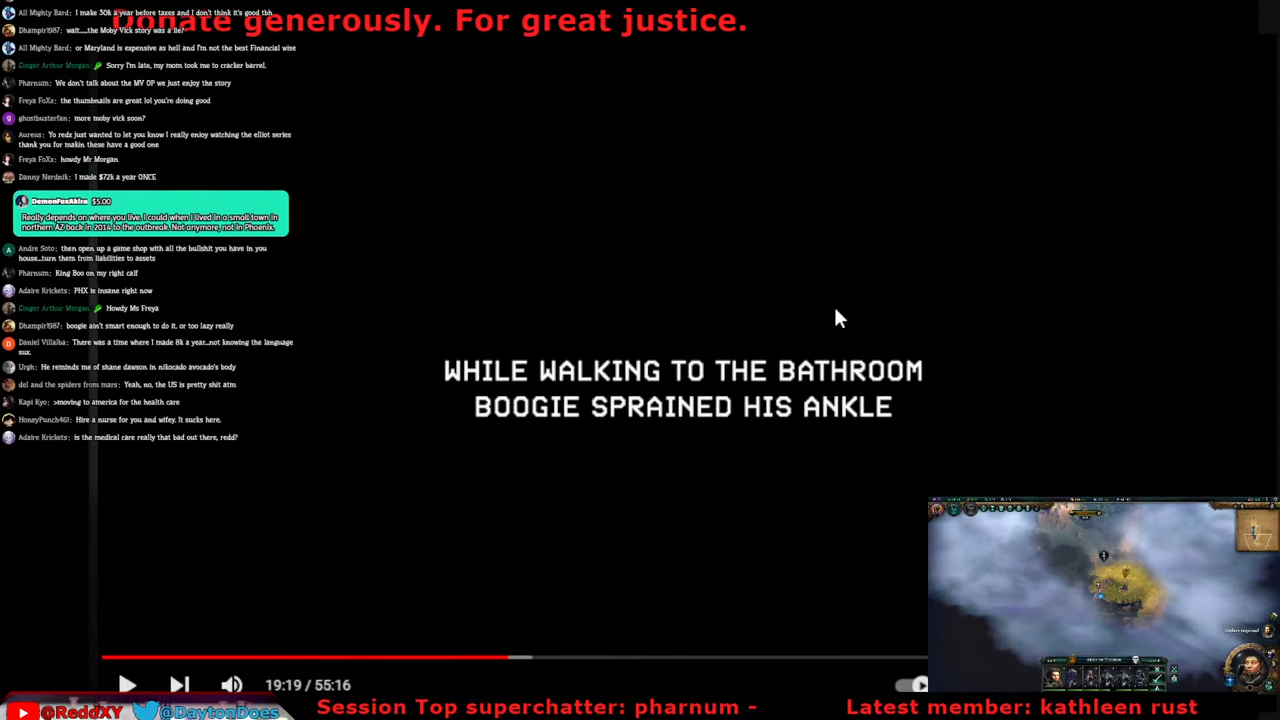 Donate generously. For great justice.
All Mighty Bard: I make 30k a year before taxes and I don't think it's good tbh
Dhampir1987: wait.....the Moby Vick story was a lie?
All Mighty Bard: or Maryland is expensive as hell and I'm not the best Financial wise
Ginger Arthur Morgan: Sorry I'm late, my mom took me to cracker barrel.
Pharnum: We don't talk about the MV OP we just enjoy the story
Freya FoXx: the thumbnails are great lol you're doing good
ghostbusterfan: more moby vick soon?
Aureus: Yo redx just wanted to let you know I really enjoy watching the elliot series
thank you for makin these have a good one
Freya FoXx: howdy Mr Morgan
Danny Nerdnik: I made $72k a year ONCE
DemonFoxAkira $5.00
Really depends on where you live. I could when I lived in a small town in
northern AZ back in 2014 to the outbreak. Not anymore, not in Phoenix.
Andre Soto: then open up a game shop with all the bullshit you have in you
house...turn them from liabilities to assets
Pharnum: King Boo on my right calf
Adaire Krickets: PHX is insane right now
Ginger Arthur Morgan: Howdy Ms Freya
Dhampir1987: boogie ain't smart enough to do it, or too lazy really
Daniel Villalba: There was a time where I made 8k a year...not knowing the language
sux.
Urgh: He reminds me of shane dawson in nikocado avocado's body
del and the spiders from mars: Yeah, no, the US is pretty shit atm
Kapi Kyo: >moving to america for the health care
HoneyPunch461: Hire a nurse for you and wifey. It sucks here.
Adaire Krickets: is the medical care really that bad out there, redd?
WHILE WALKING TO THE BATHROOM
BOOGIE SPRAINED HIS ANKLE
Orders required
19:19 / 55:16
@ReddXY @DaytonDoes
Session Top superchatter: pharnum -
Latest member: kathleen rust